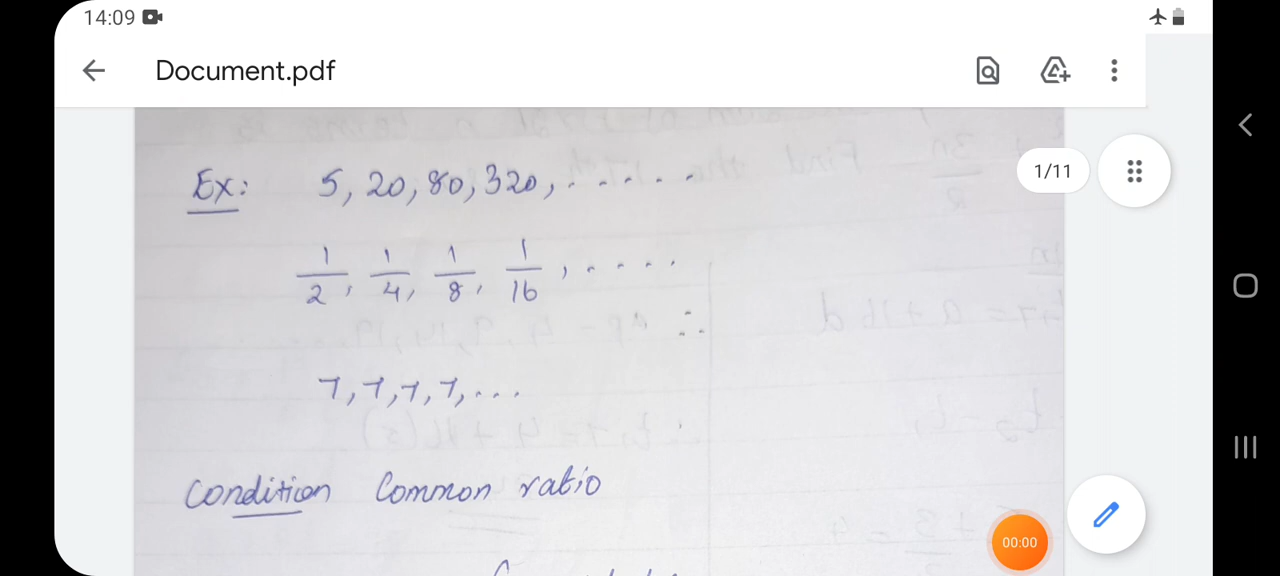 14:09
Document.pdf
1/11
Ex: 5, 20, 80, 320, . . . . . .
1/2, 1/4, 1/8, 1/16, . . . . .
7, 7, 7, 7, . . .
Condition Common ratio
00:00